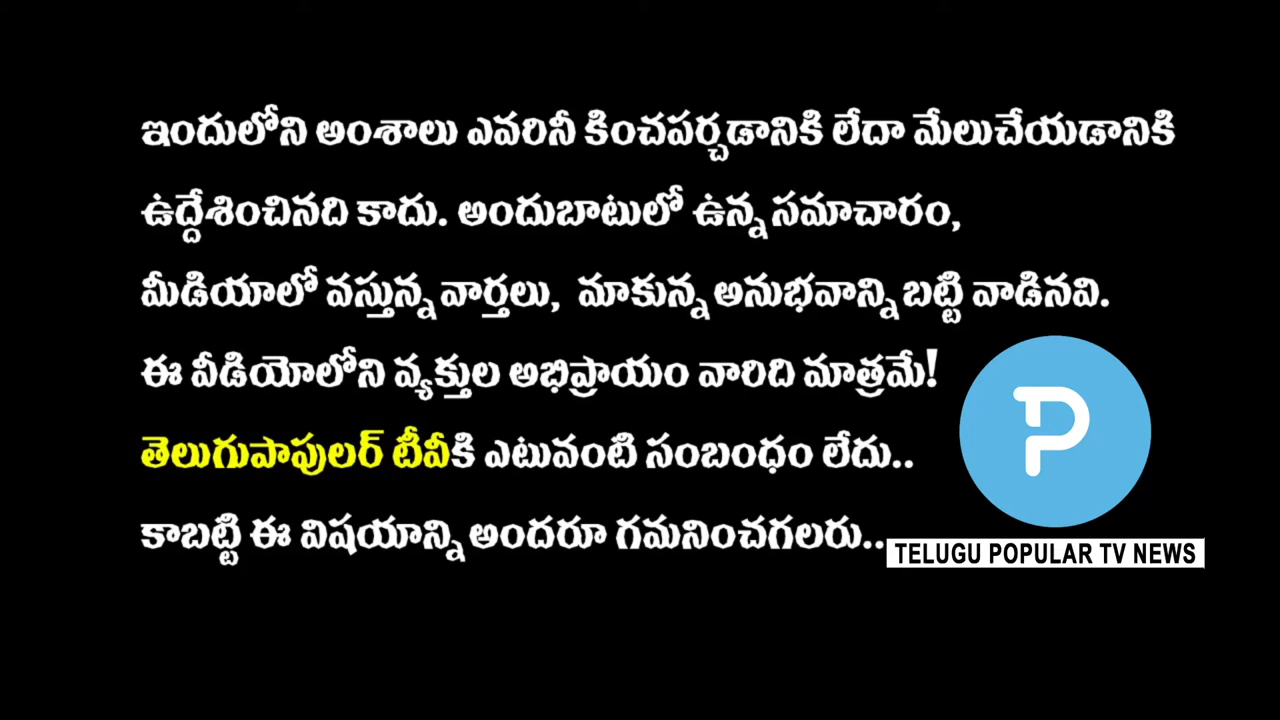 ఇందులోని అంశాలు ఎవరినీ కించపర్చడానికి లేదా మేలుచేయడానికి
ఉద్దేశించినది కాదు. అందుబాటులో ఉన్న సమాచారం,
మీడియాలో వస్తున్న వార్తలు, మాకున్న అనుభవాన్ని బట్టి వాడినవి.
ఈ వీడియోలోని వ్యక్తుల అభిప్రాయం వారిది మాత్రమే!
తెలుగుపాపులర్ టీవీకి ఎటువంటి సంబంధం లేదు..
కాబట్టి ఈ విషయాన్ని అందరూ గమనించగలరు..
TELUGU POPULAR TV NEWS